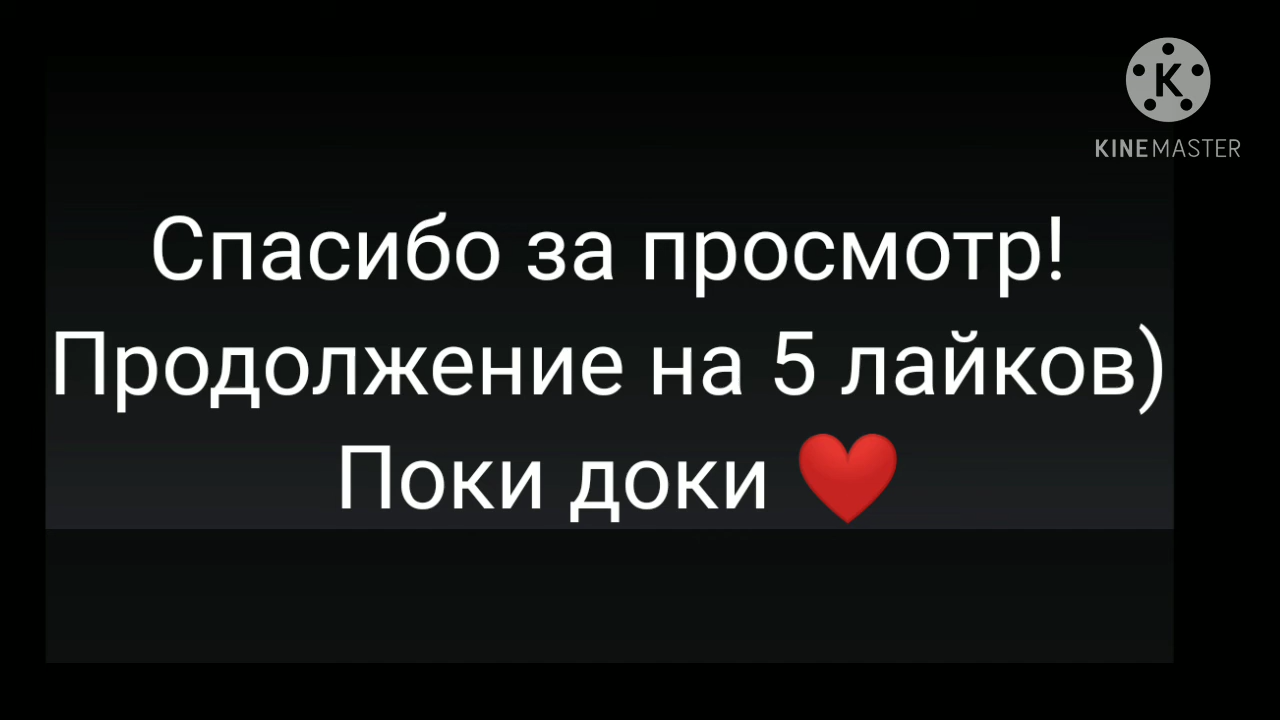 K
KINEMASTER
Спасибо за просмотр!
Продолжение на 5 лайков)
Поки доки ❤️